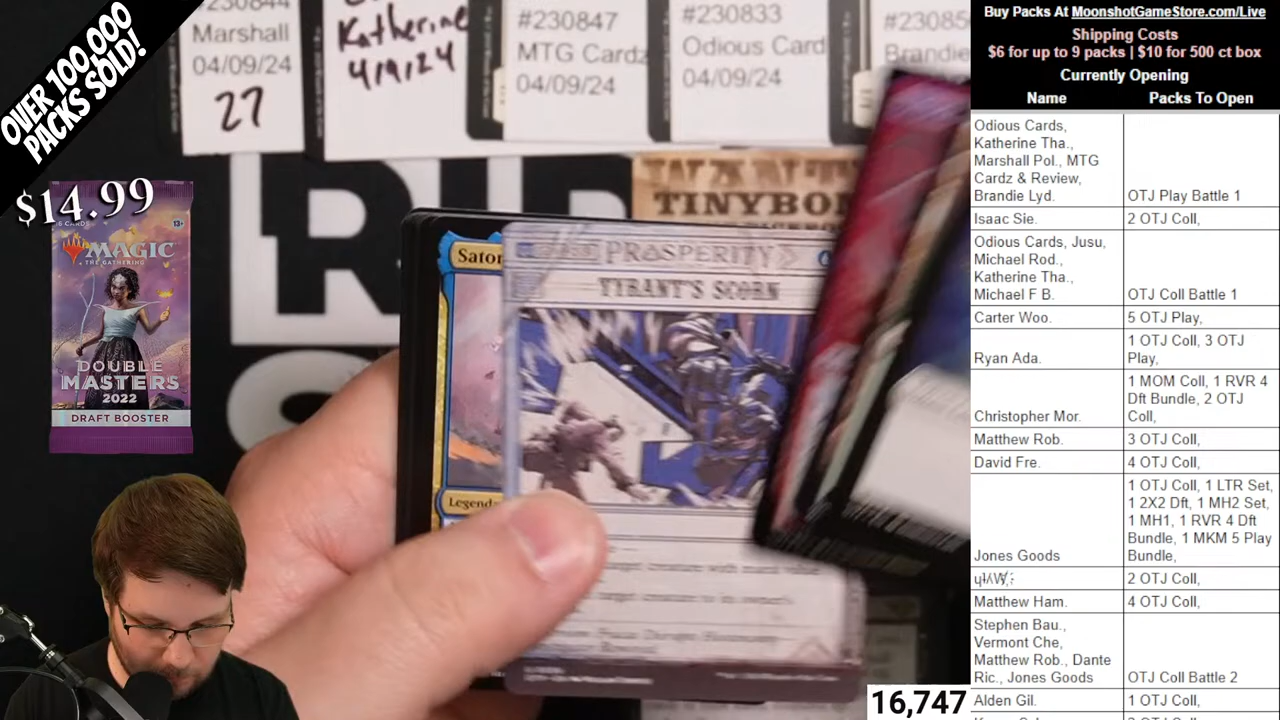 OVER 100,000
PACKS SOLD!
Marshall
04/09/24
27
Katherine
4/9/24
#230847
MTG Cardz
04/09/24
#230833
Odious Card
04/09/24
Brandie
04/09/24
WANT
TINYBO
$14.99
MAGIC
THE GATHERING
13+
DOUBLE
MASTERS
2022
DRAFT BOOSTER
Sator
PROSPERITY
TYRANT'S SCORN
Legend
Buy Packs At MoonshotGameStore.com/Live
Shipping Costs
$6 for up to 9 packs | $10 for 500 ct box
Currently Opening
Name Packs To Open
Odious Cards,
Katherine Tha.,
Marshall Pol., MTG
Cardz & Review,
Brandie Lyd. OTJ Play Battle 1
Isaac Sie. 2 OTJ Coll,
Odious Cards, Jusu,
Michael Rod.,
Katherine Tha.,
Michael F B. OTJ Coll Battle 1
Carter Woo. 5 OTJ Play,
Ryan Ada. 1 OTJ Coll, 3 OTJ
Play,
Christopher Mor. 1 MOM Coll, 1 RVR 4
Dft Bundle, 2 OTJ
Coll,
Matthew Rob. 3 OTJ Coll,
David Fre. 4 OTJ Coll,
Jones Goods 1 OTJ Coll, 1 LTR Set,
1 2X2 Dft, 1 MH2 Set,
1 MH1, 1 RVR 4 Dft
Bundle, 1 MKM 5 Play
Bundle,
2 OTJ Coll,
Matthew Ham. 4 OTJ Coll,
Stephen Bau.,
Vermont Che,
Matthew Rob., Dante
Ric., Jones Goods OTJ Coll Battle 2
Alden Gil. 1 OTJ Coll,
16,747